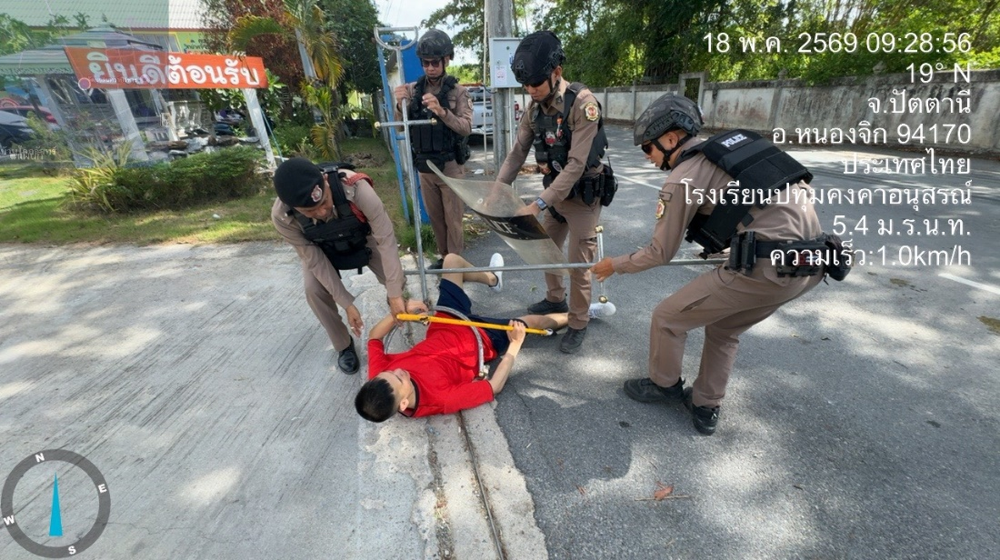 18 พ.ค. 2569 09:28:56
19° N
จ.ปัตตานี
อ.หนองจิก 94170
ประเทศไทย
โรงเรียนปทุมคงคาอนุสรณ์
5.4 ม.ร.น.ท.
ความเร็ว:1.0km/h
ยินดีต้อนรับ
POLICE
N
E
W
S